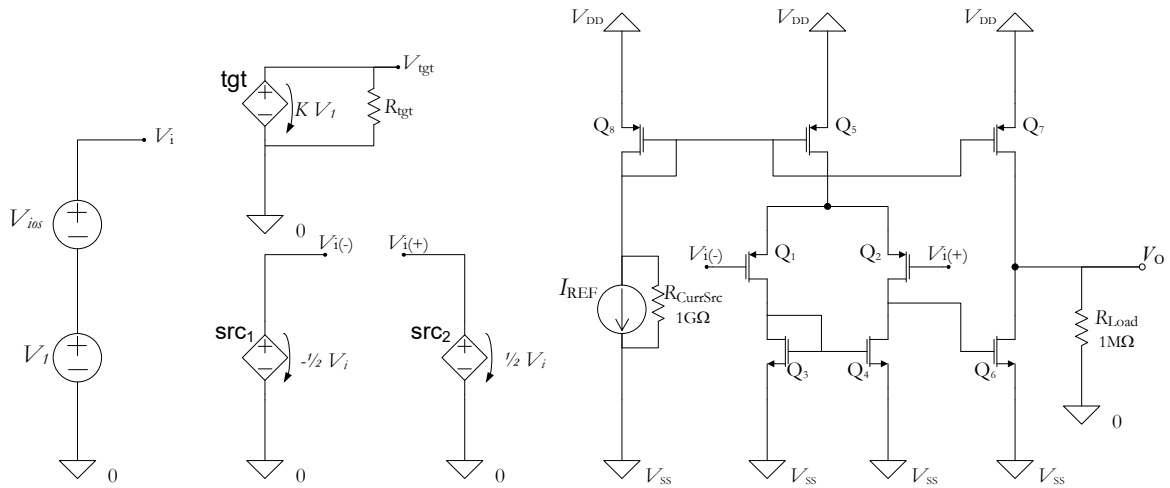 V_DD V_DD V_DD
tgt
V_tgt
K V_1
R_tgt
0
V_i
V_ios
V_1
0
V_i(-)
V_i(+)
src_1
-½ V_i
0
src_2
½ V_i
0
Q_8
Q_5
Q_7
V_i(-)
Q_1
Q_2
V_i(+)
V_O
I_REF
R_CurrSrc
1GΩ
R_Load
1MΩ
Q_3
Q_4
Q_6
0
V_SS V_SS V_SS V_SS